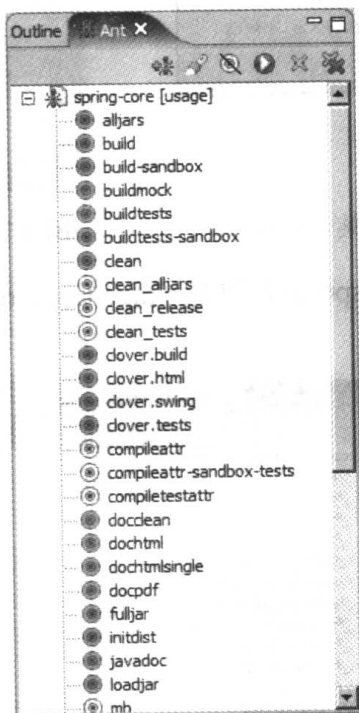 Outline Ant
spring-core [usage]
alljars
build
build-sandbox
buildmock
buildtests
buildtests-sandbox
clean
clean_alljars
clean_release
clean_tests
clover.build
clover.html
clover.swing
clover.tests
compileattr
compileattr-sandbox-tests
compiletestattr
docclean
dochtml
dochtmlsingle
docpdf
fulljar
initdist
javadoc
loadjar
mh